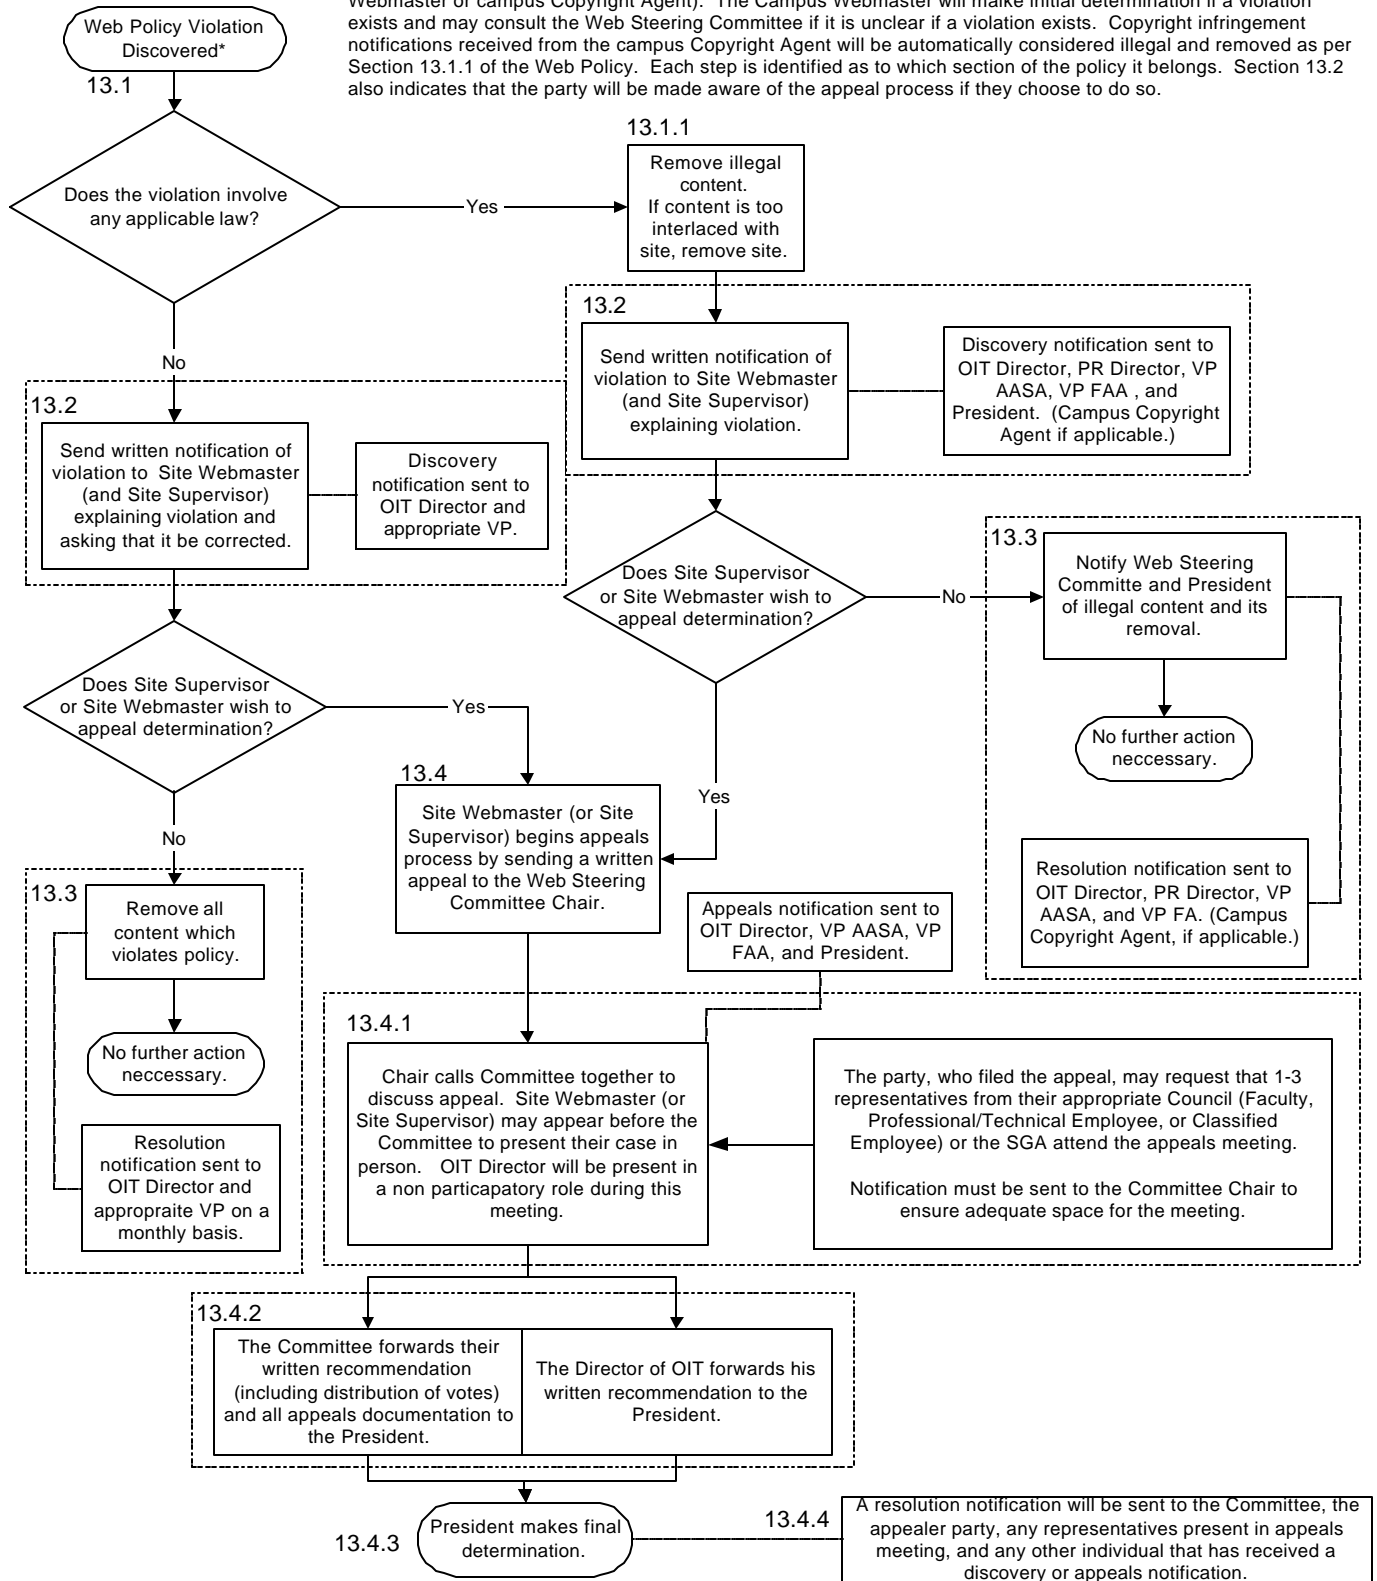 Webmaster or campus Copyright Agent). The Campus Webmaster will make initial determination if a violation
exists and may consult the Web Steering Committee if it is unclear if a violation exists. Copyright infringement
notifications received from the campus Copyright Agent will be automatically considered illegal and removed as per
Section 13.1.1 of the Web Policy. Each step is identified as to which section of the policy it belongs. Section 13.2
also indicates that the party will be made aware of the appeal process if they choose to do so.
Web Policy Violation
Discovered*
13.1
Does the violation involve
any applicable law?
Yes
13.1.1
Remove illegal
content.
If content is too
interlaced with
site, remove site.
No
13.2
Send written notification of
violation to Site Webmaster
(and Site Supervisor)
explaining violation.
Discovery notification sent to
OIT Director, PR Director, VP
AASA, VP FAA , and
President. (Campus Copyright
Agent if applicable.)
13.2
Send written notification of
violation to Site Webmaster
(and Site Supervisor)
explaining violation and
asking that it be corrected.
Discovery
notification sent to
OIT Director and
appropriate VP.
Does Site Supervisor
or Site Webmaster wish to
appeal determination?
No
13.3
Notify Web Steering
Committe and President
of illegal content and its
removal.
No further action
neccessary.
Resolution notification sent to
OIT Director, PR Director, VP
AASA, and VP FA. (Campus
Copyright Agent, if applicable.)
Does Site Supervisor
or Site Webmaster wish to
appeal determination?
Yes
Yes
13.4
Site Webmaster (or Site
Supervisor) begins appeals
process by sending a written
appeal to the Web Steering
Committee Chair.
No
13.3
Remove all
content which
violates policy.
No further action
neccessary.
Resolution
notification sent to
OIT Director and
appropraite VP on a
monthly basis.
Appeals notification sent to
OIT Director, VP AASA, VP
FAA, and President.
13.4.1
Chair calls Committee together to
discuss appeal. Site Webmaster (or
Site Supervisor) may appear before the
Committee to present their case in
person. OIT Director will be present in
a non particapatory role during this
meeting.
The party, who filed the appeal, may request that 1-3
representatives from their appropriate Council (Faculty,
Professional/Technical Employee, or Classified
Employee) or the SGA attend the appeals meeting.
Notification must be sent to the Committee Chair to
ensure adequate space for the meeting.
13.4.2
The Committee forwards their
written recommendation
(including distribution of votes)
and all appeals documentation to
the President.
The Director of OIT forwards his
written recommendation to the
President.
13.4.3
President makes final
determination.
13.4.4
A resolution notification will be sent to the Committee, the
appealer party, any representatives present in appeals
meeting, and any other individual that has received a
discovery or appeals notification.